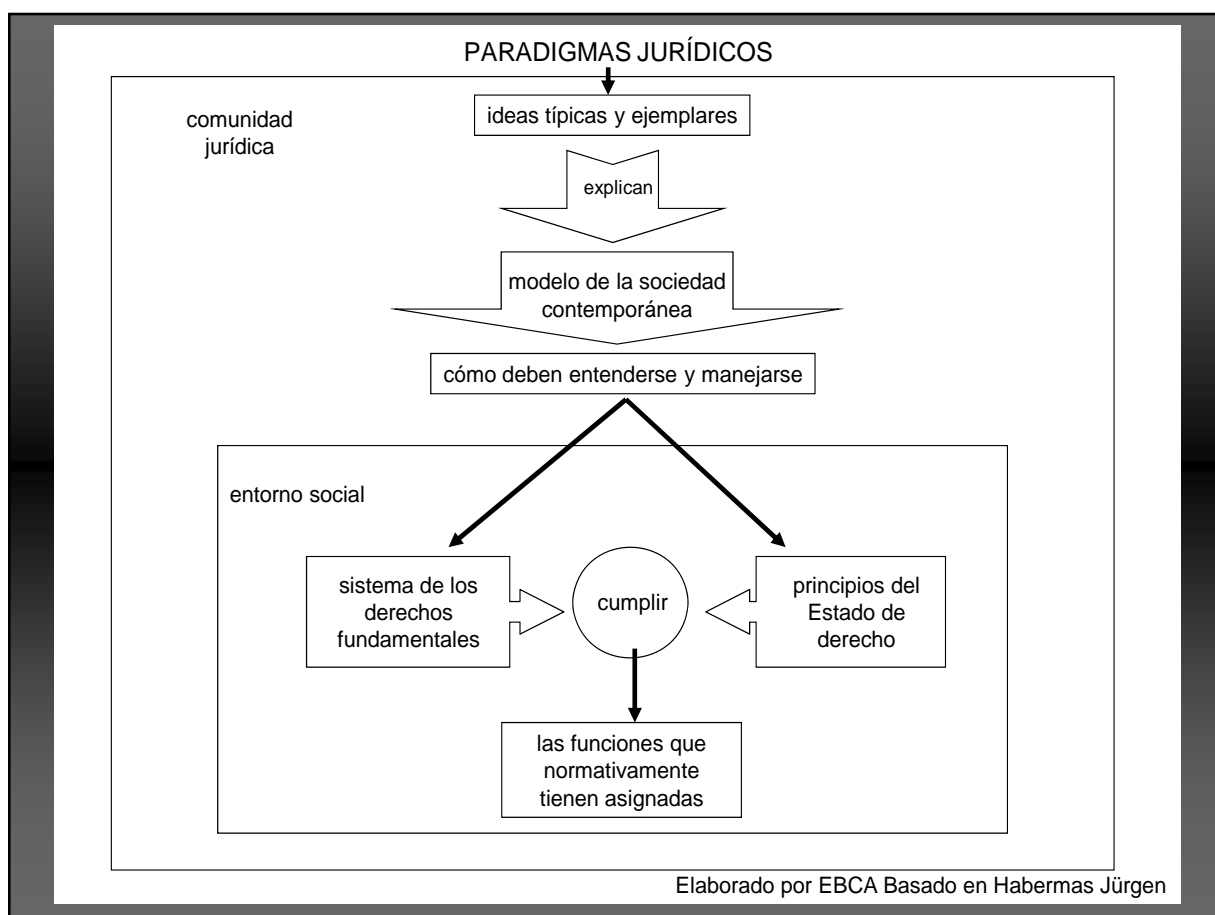 PARADIGMAS JURÍDICOS
comunidad
jurídica
ideas típicas y ejemplares
explican
modelo de la sociedad
contemporánea
cómo deben entenderse y manejarse
entorno social
sistema de los
derechos
fundamentales
cumplir
principios del
Estado de
derecho
las funciones que
normativamente
tienen asignadas
Elaborado por EBCA Basado en Habermas Jürgen